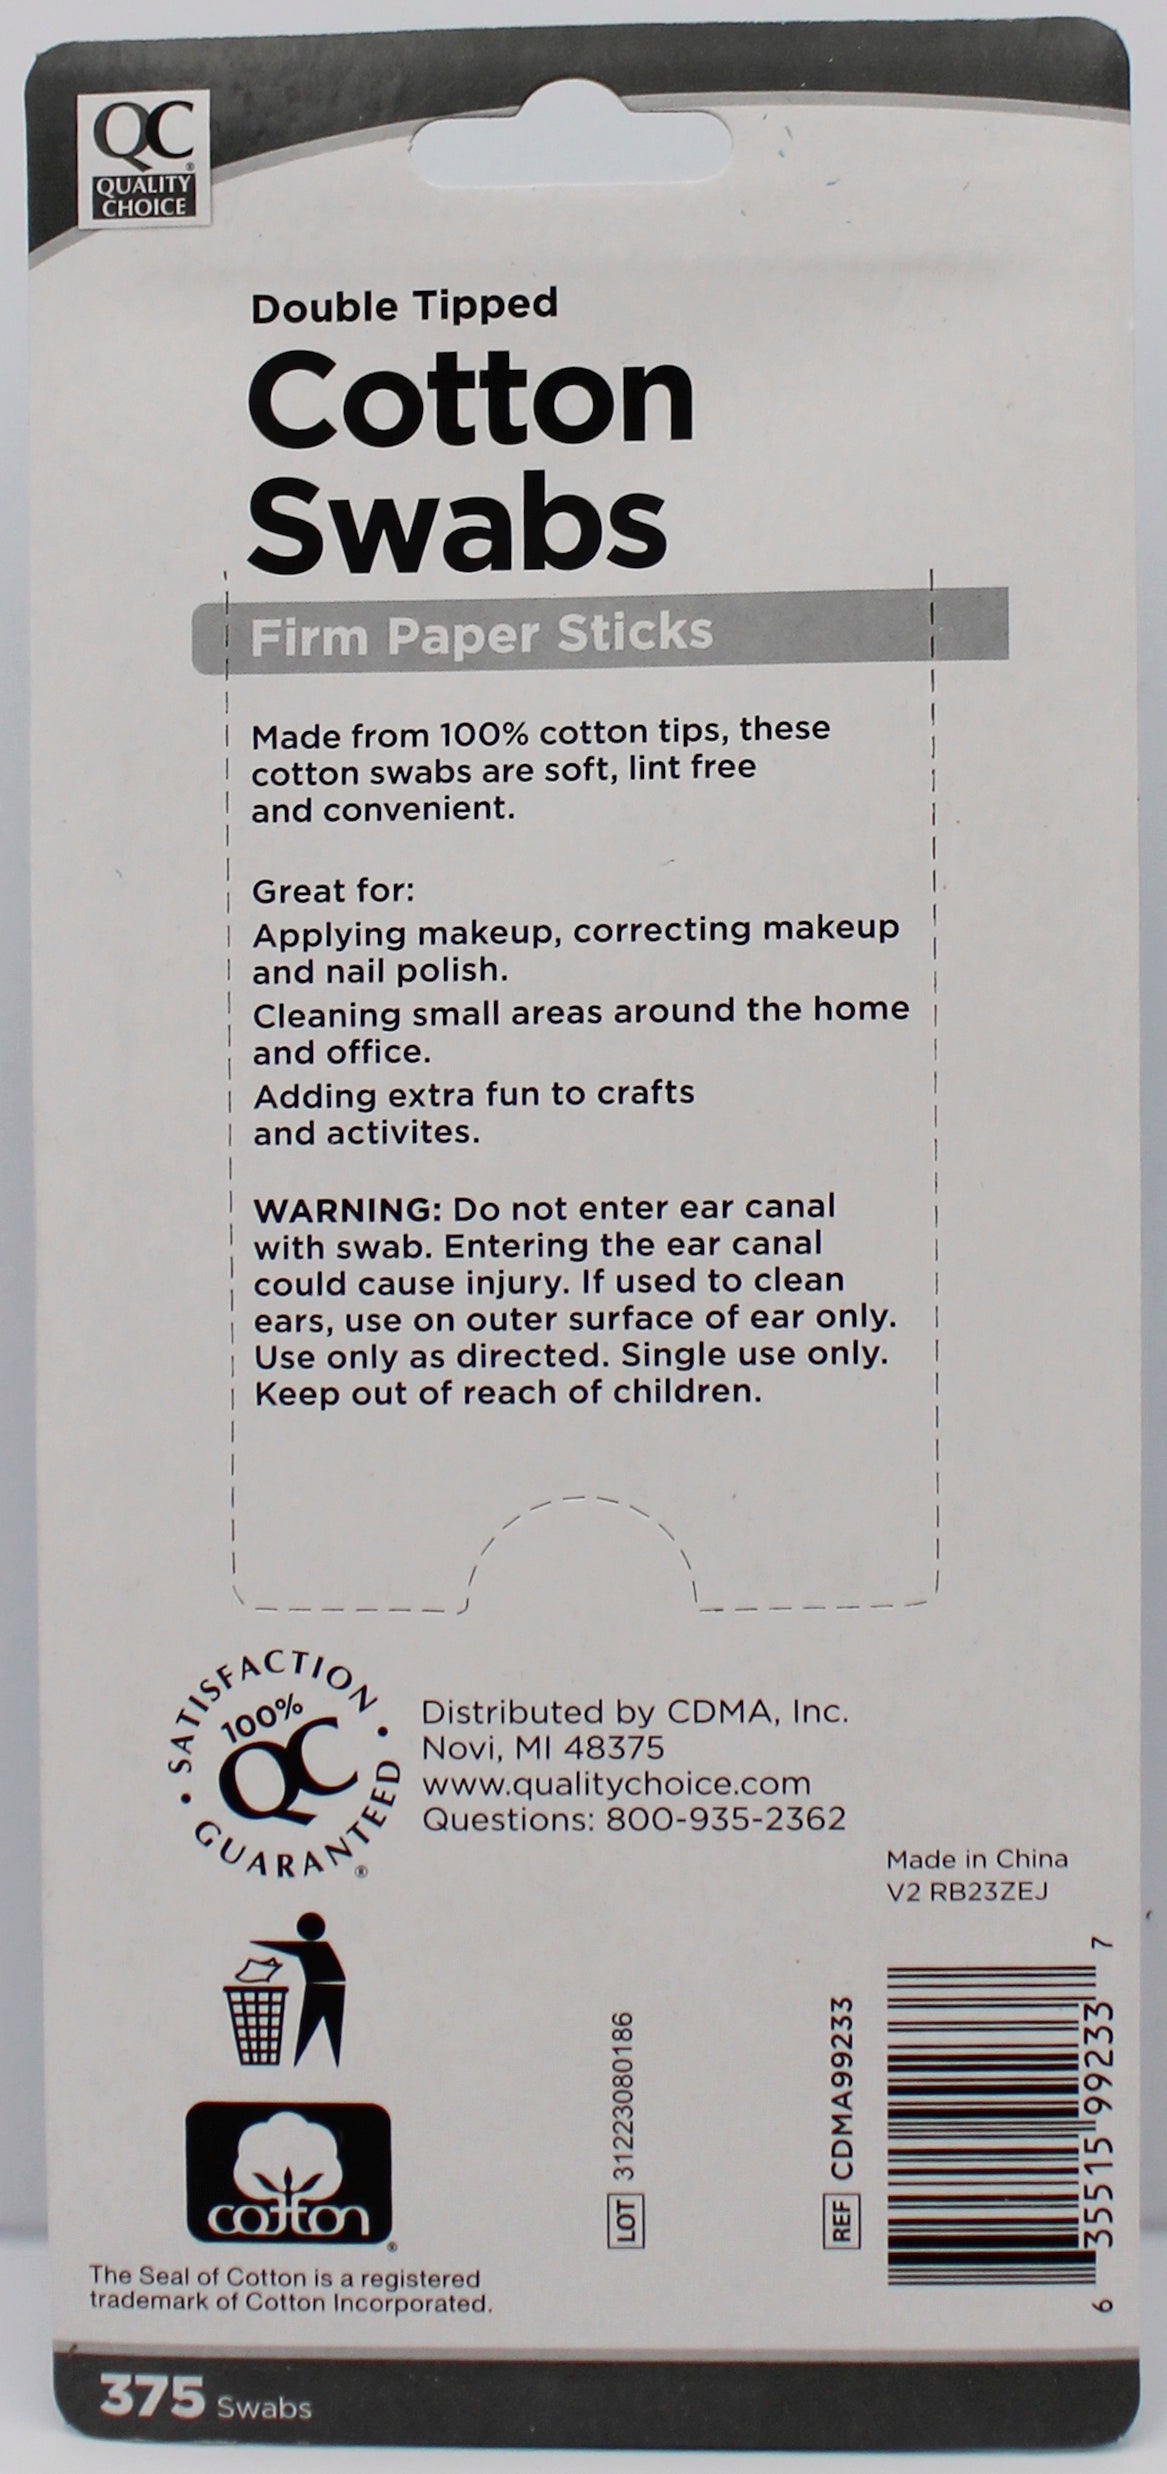 QC®
QUALITY
CHOICE
Double Tipped
Cotton
Swabs
Firm Paper Sticks
Made from 100% cotton tips, these
cotton swabs are soft, lint free
and convenient.
Great for:
Applying makeup, correcting makeup
and nail polish.
Cleaning small areas around the home
and office.
Adding extra fun to crafts
and activites.
WARNING: Do not enter ear canal
with swab. Entering the ear canal
could cause injury. If used to clean
ears, use on outer surface of ear only.
Use only as directed. Single use only.
Keep out of reach of children.
• SATISFACTION •
100%
QC
GUARANTEED®
Distributed by CDMA, Inc.
Novi, MI 48375
www.qualitychoice.com
Questions: 800-935-2362
Made in China
V2 RB23ZEJ
LOT 31223080186
REF CDMA99233
6 35515 99233 7
cotton®
The Seal of Cotton is a registered
trademark of Cotton Incorporated.
375 Swabs